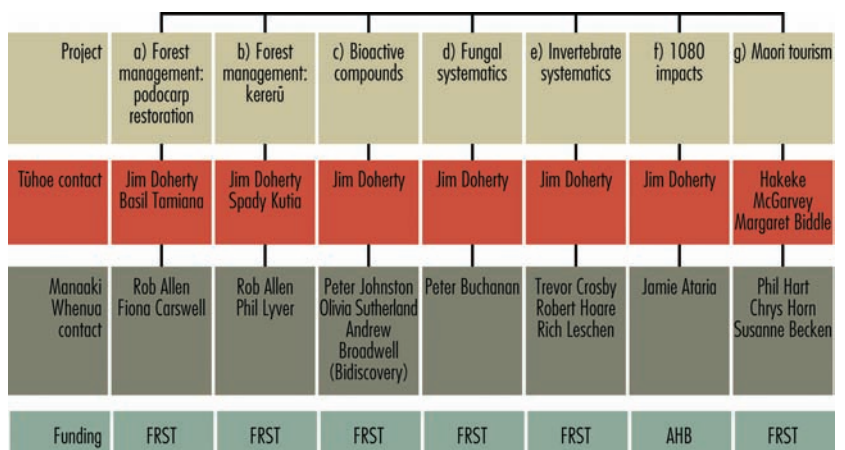 Project
a) Forest
management:
podocarp
restoration
b) Forest
management:
kererū
c) Bioactive
compounds
d) Fungal
systematics
e) Invertebrate
systematics
f) 1080
impacts
g) Maori tourism
Tūhoe contact
Jim Doherty
Basil Tamiana
Jim Doherty
Spady Kutia
Jim Doherty
Jim Doherty
Jim Doherty
Jim Doherty
Hakeke
McGarvey
Margaret Biddle
Manaaki
Whenua
contact
Rob Allen
Fiona Carswell
Rob Allen
Phil Lyver
Peter Johnston
Olivia Sutherland
Andrew
Broadwell
(Bidiscovery)
Peter Buchanan
Trevor Crosby
Robert Hoare
Rich Leschen
Jamie Ataria
Phil Hart
Chrys Horn
Susanne Becken
Funding
FRST
FRST
FRST
FRST
FRST
AHB
FRST